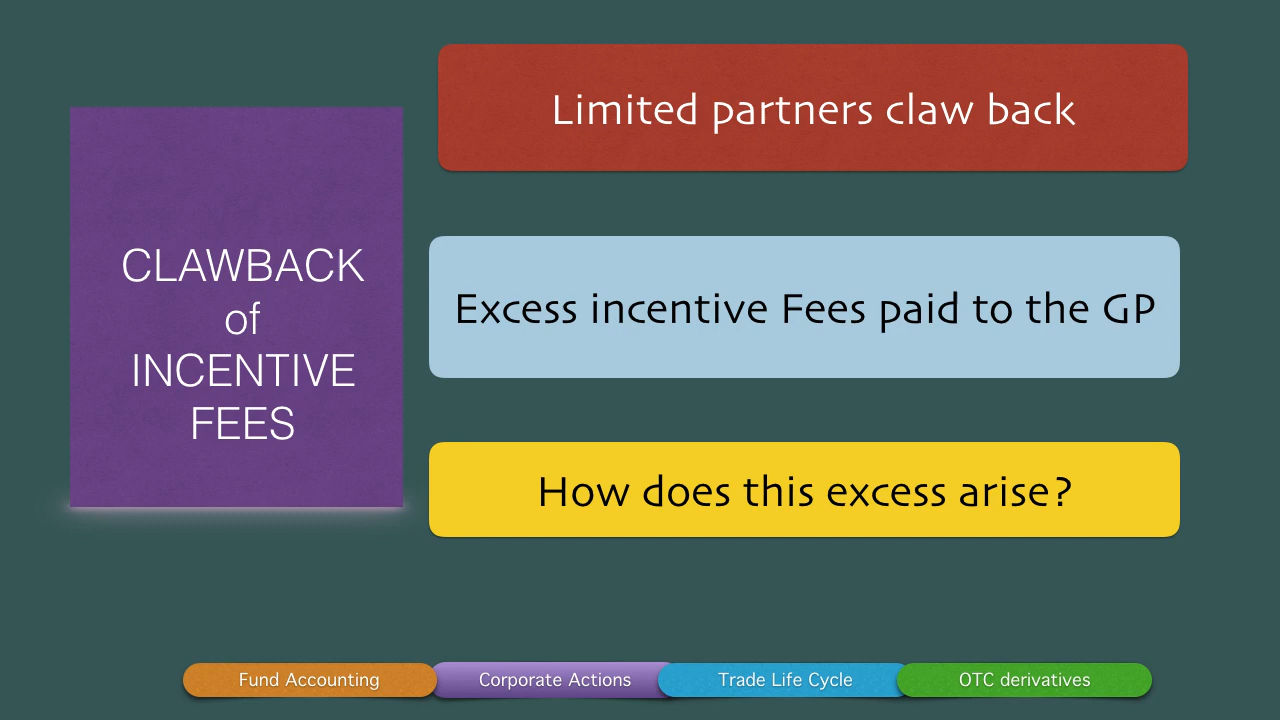 CLAWBACK
of
INCENTIVE
FEES
Limited partners claw back
Excess incentive Fees paid to the GP
How does this excess arise?
Fund Accounting
Corporate Actions
Trade Life Cycle
OTC derivatives